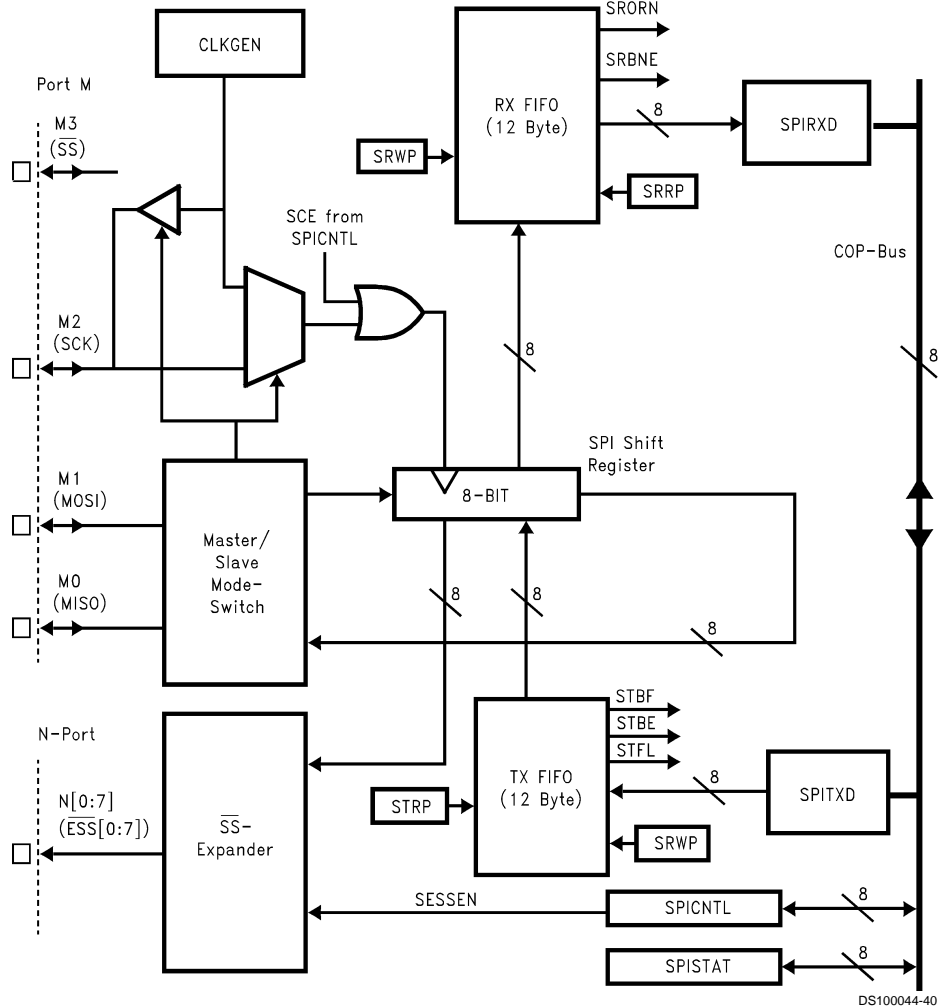 CLKGEN
Port M
M3
(SS)
M2
(SCK)
M1
(MOSI)
M0
(MISO)
SCE from
SPICNTL
SRORN
SRBNE
RX FIFO
(12 Byte)
8
SPIRXD
SRWP
SRRP
COP-Bus
8
8
SPI Shift
Register
8-BIT
Master/
Slave
Mode-
Switch
8
8
8
N-Port
N[0:7]
(ESS[0:7])
SS-
Expander
STBF
STBE
STFL
TX FIFO
(12 Byte)
8
SPITXD
STRP
SRWP
SESSEN
SPICNTL
8
SPISTAT
8
DS100044-40